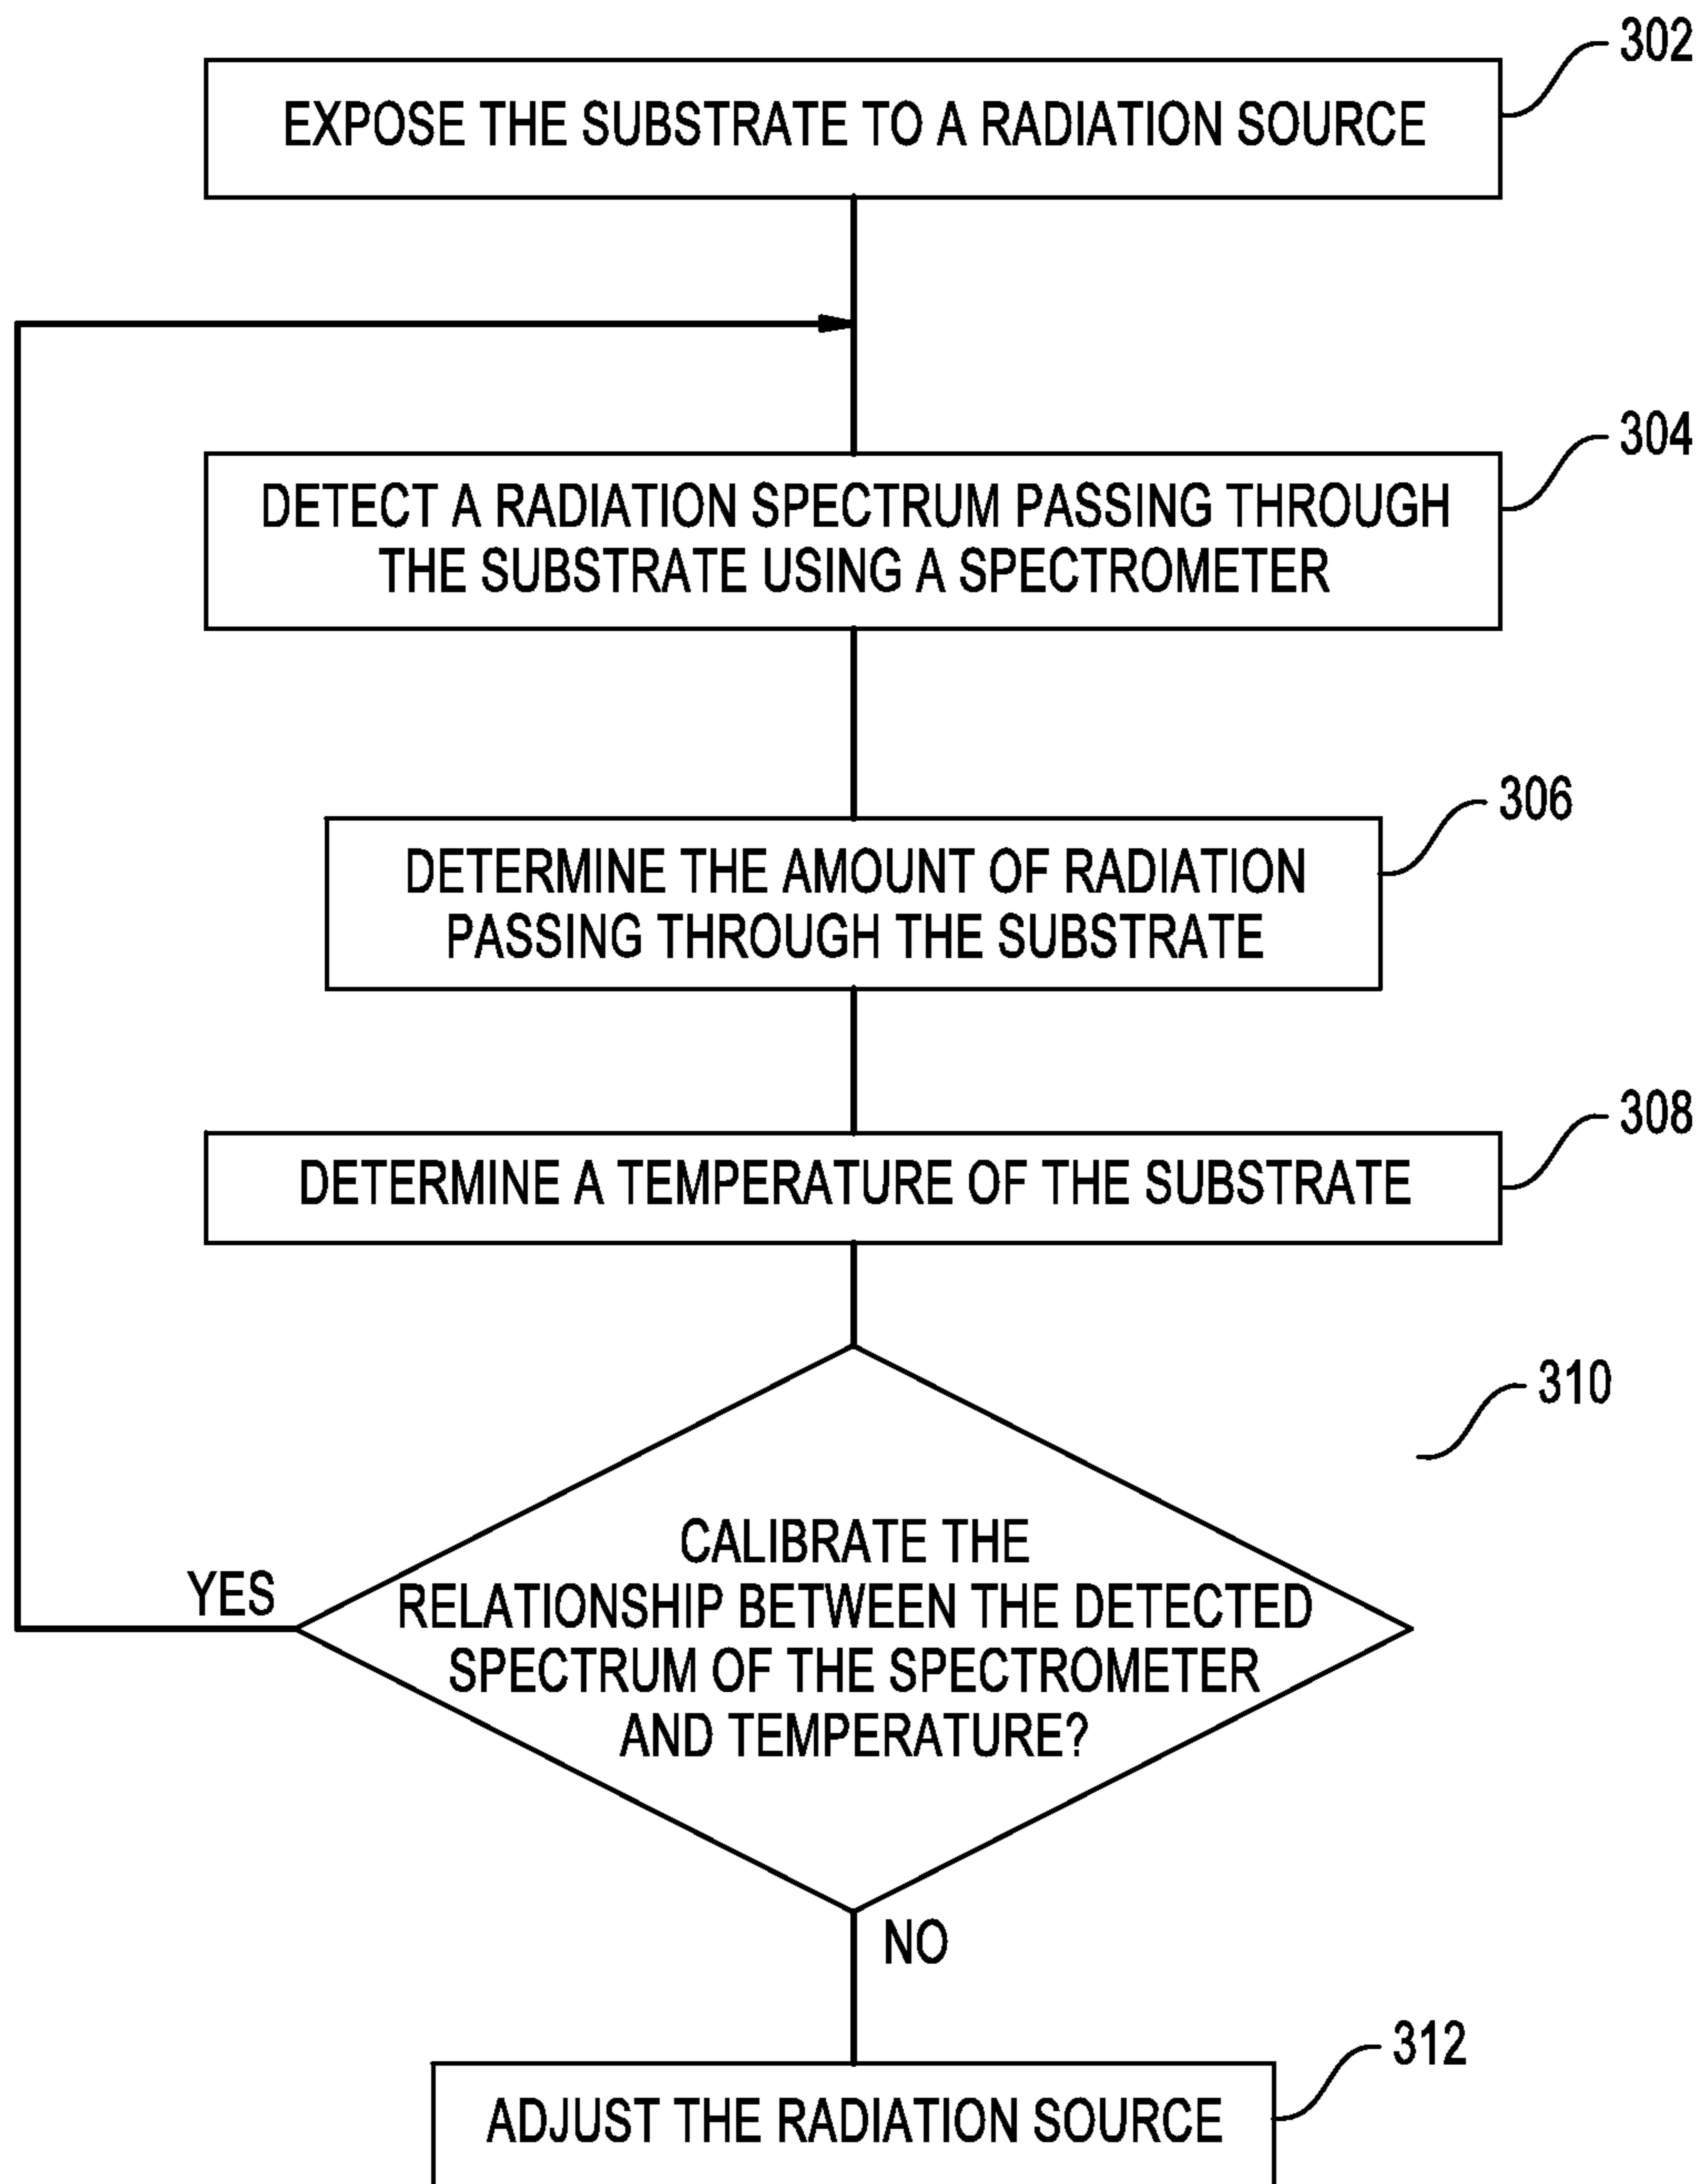 302
EXPOSE THE SUBSTRATE TO A RADIATION SOURCE
304
DETECT A RADIATION SPECTRUM PASSING THROUGH
THE SUBSTRATE USING A SPECTROMETER
306
DETERMINE THE AMOUNT OF RADIATION
PASSING THROUGH THE SUBSTRATE
308
DETERMINE A TEMPERATURE OF THE SUBSTRATE
310
CALIBRATE THE
RELATIONSHIP BETWEEN THE DETECTED
SPECTRUM OF THE SPECTROMETER
AND TEMPERATURE?
YES
NO
312
ADJUST THE RADIATION SOURCE